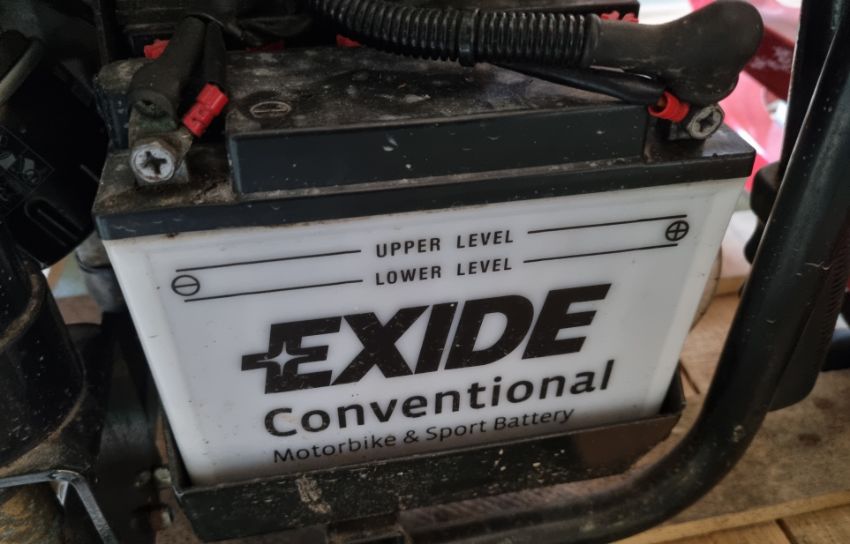 UPPER LEVEL
LOWER LEVEL
EXIDE
Conventional
Motorbike & Sport Battery